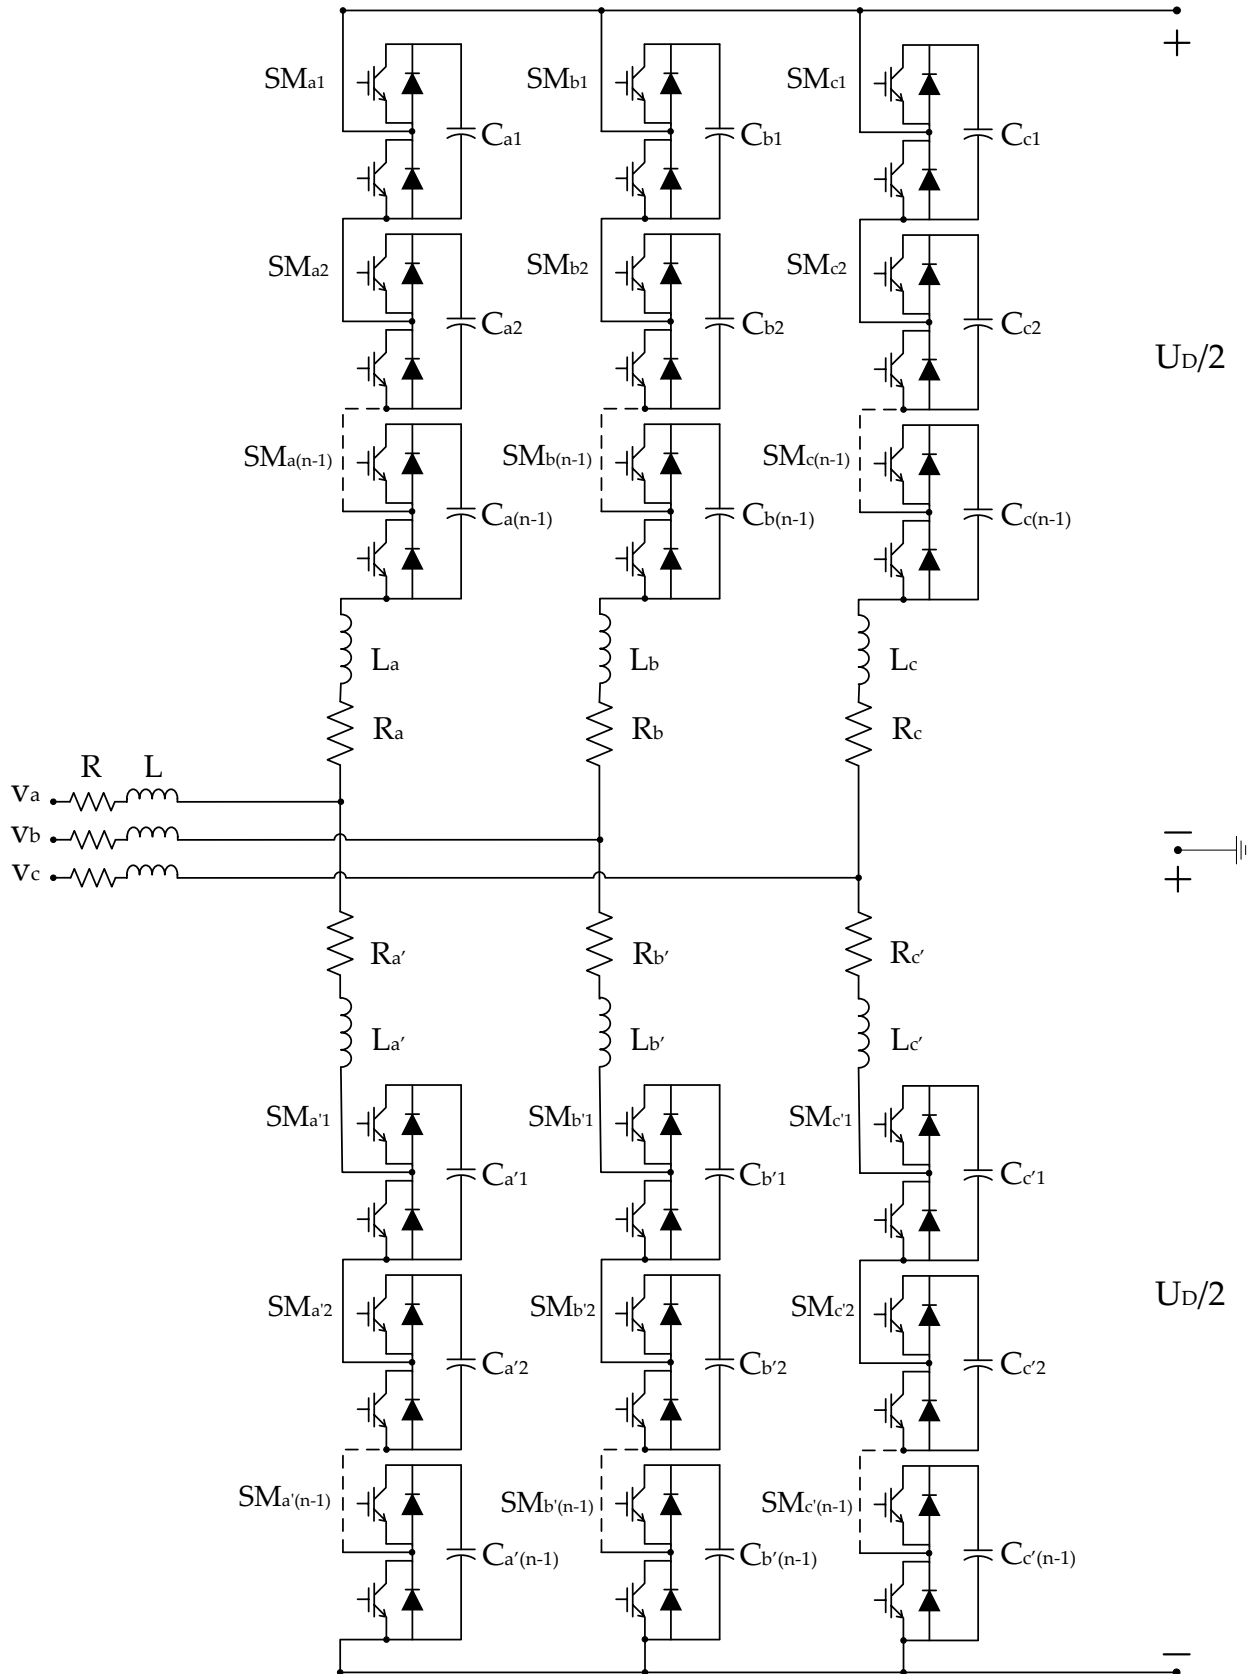 +
SMa1 SMb1 SMc1
Ca1 Cb1 Cc1
SMa2 SMb2 SMc2
Ca2 Cb2 Cc2
UD/2
SMa(n-1) SMb(n-1) SMc(n-1)
Ca(n-1) Cb(n-1) Cc(n-1)
La Lb Lc
Ra Rb Rc
R L
va
vb
−
vc
+
Ra′ Rb′ Rc′
La′ Lb′ Lc′
SMa'1 SMb'1 SMc'1
Ca′1 Cb′1 Cc′1
SMa'2 SMb'2 SMc'2
UD/2
Ca′2 Cb′2 Cc′2
SMa'(n-1) SMb'(n-1) SMc'(n-1)
Ca′(n-1) Cb′(n-1) Cc′(n-1)
−